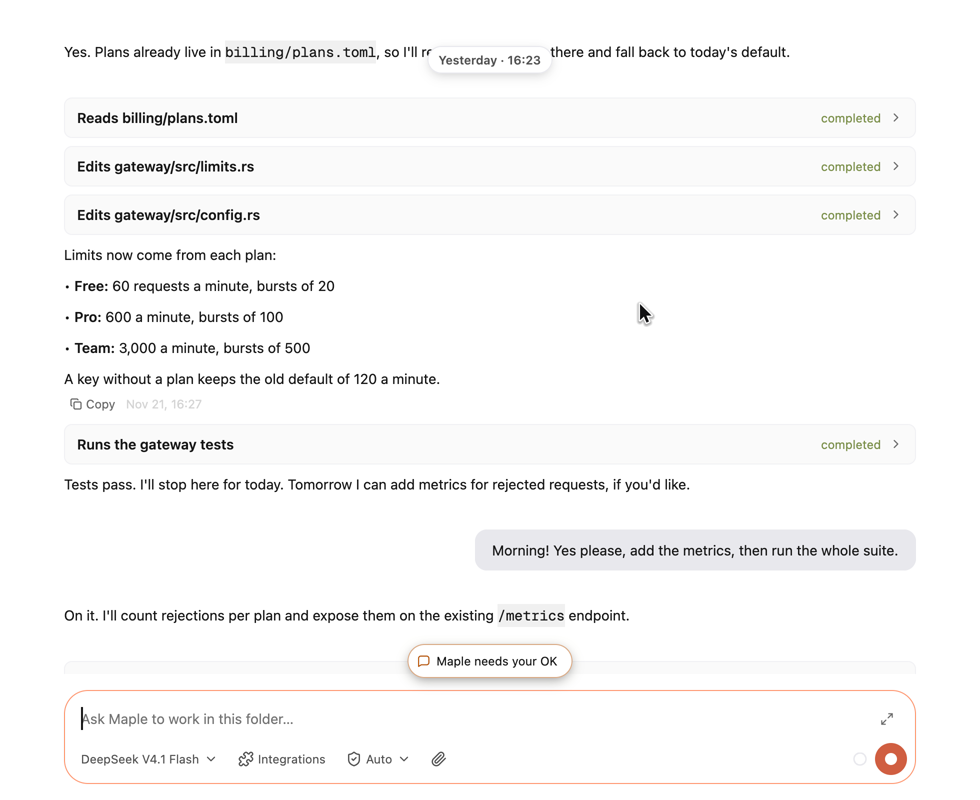 Yes. Plans already live in billing/plans.toml, so I'll re there and fall back to today's default.
Yesterday · 16:23
Reads billing/plans.toml completed
Edits gateway/src/limits.rs completed
Edits gateway/src/config.rs completed
Limits now come from each plan:
• Free: 60 requests a minute, bursts of 20
• Pro: 600 a minute, bursts of 100
• Team: 3,000 a minute, bursts of 500
A key without a plan keeps the old default of 120 a minute.
Copy Nov 21, 16:27
Runs the gateway tests completed
Tests pass. I'll stop here for today. Tomorrow I can add metrics for rejected requests, if you'd like.
Morning! Yes please, add the metrics, then run the whole suite.
On it. I'll count rejections per plan and expose them on the existing /metrics endpoint.
Maple needs your OK
Ask Maple to work in this folder...
DeepSeek V4.1 Flash Integrations Auto